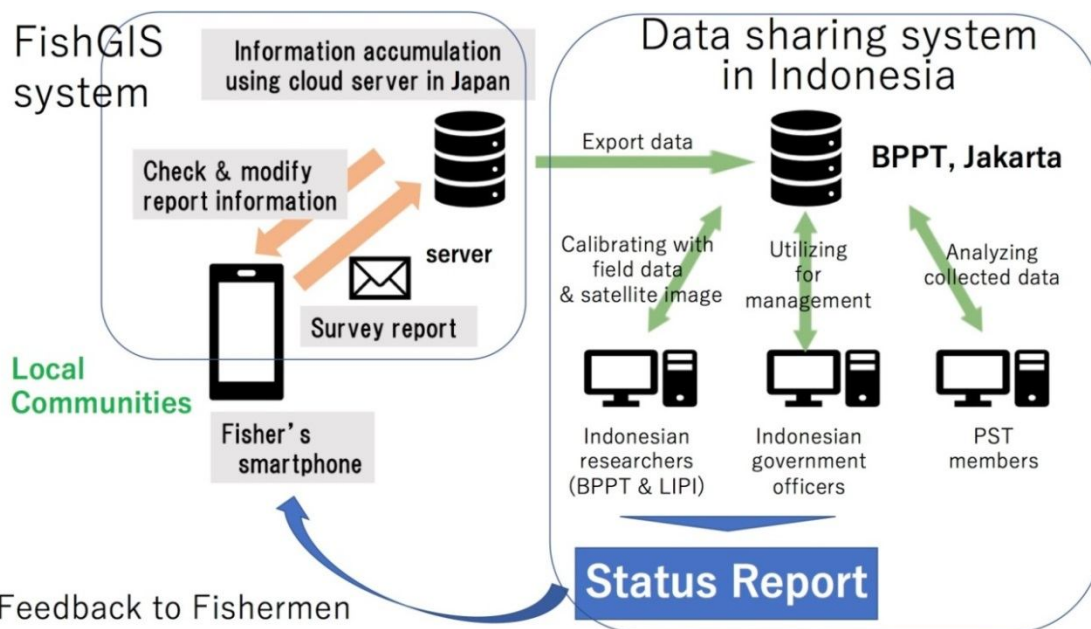 FishGIS
system
Information accumulation
using cloud server in Japan
Check & modify
report information
server
Survey report
Local
Communities
Fisher's
smartphone
Data sharing system
in Indonesia
Export data
BPPT, Jakarta
Calibrating with
field data
& satellite image
Utilizing
for
management
Analyzing
collected data
Indonesian
researchers
(BPPT & LIPI)
Indonesian
government
officers
PST
members
Status Report
Feedback to Fishermen